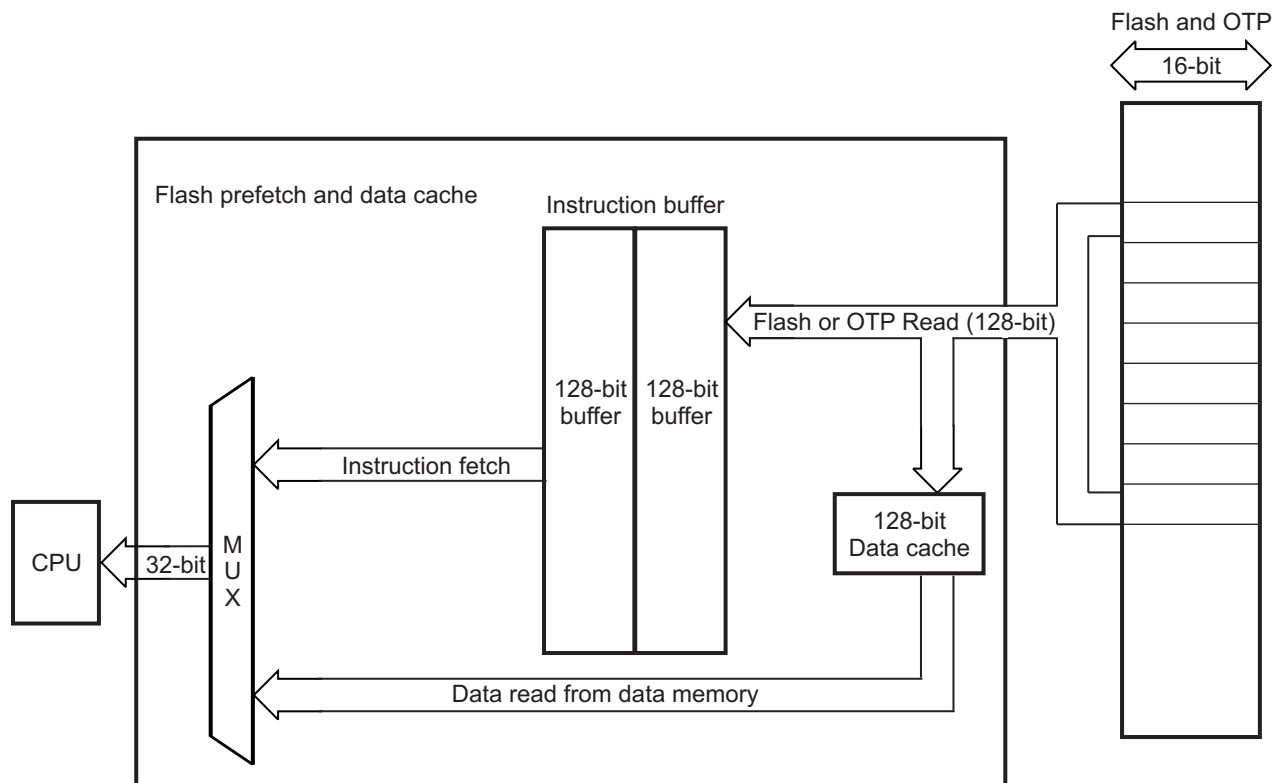 Flash and OTP
16-bit
Flash prefetch and data cache
Instruction buffer
Flash or OTP Read (128-bit)
128-bit
buffer
128-bit
buffer
Instruction fetch
128-bit
Data cache
CPU
32-bit
M
U
X
Data read from data memory